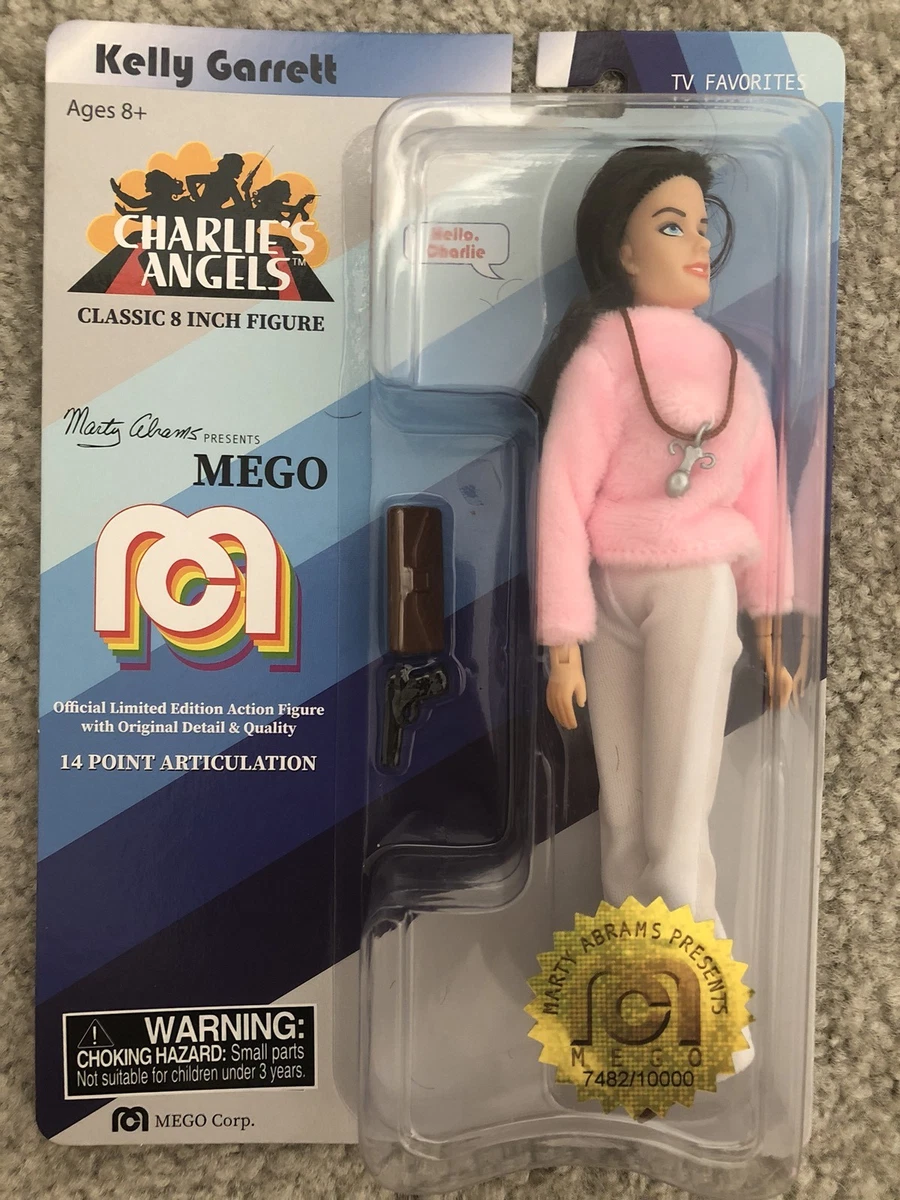 Kelly Garrett
TV FAVORITES
Ages 8+
CHARLIE'S
ANGELS™
CLASSIC 8 INCH FIGURE
Hello,
Charlie
Marty Abrams PRESENTS
MEGO
Official Limited Edition Action Figure
with Original Detail & Quality
14 POINT ARTICULATION
MARTY ABRAMS PRESENTS
MEGO
7482/10000
WARNING:
CHOKING HAZARD: Small parts
Not suitable for children under 3 years.
MEGO Corp.